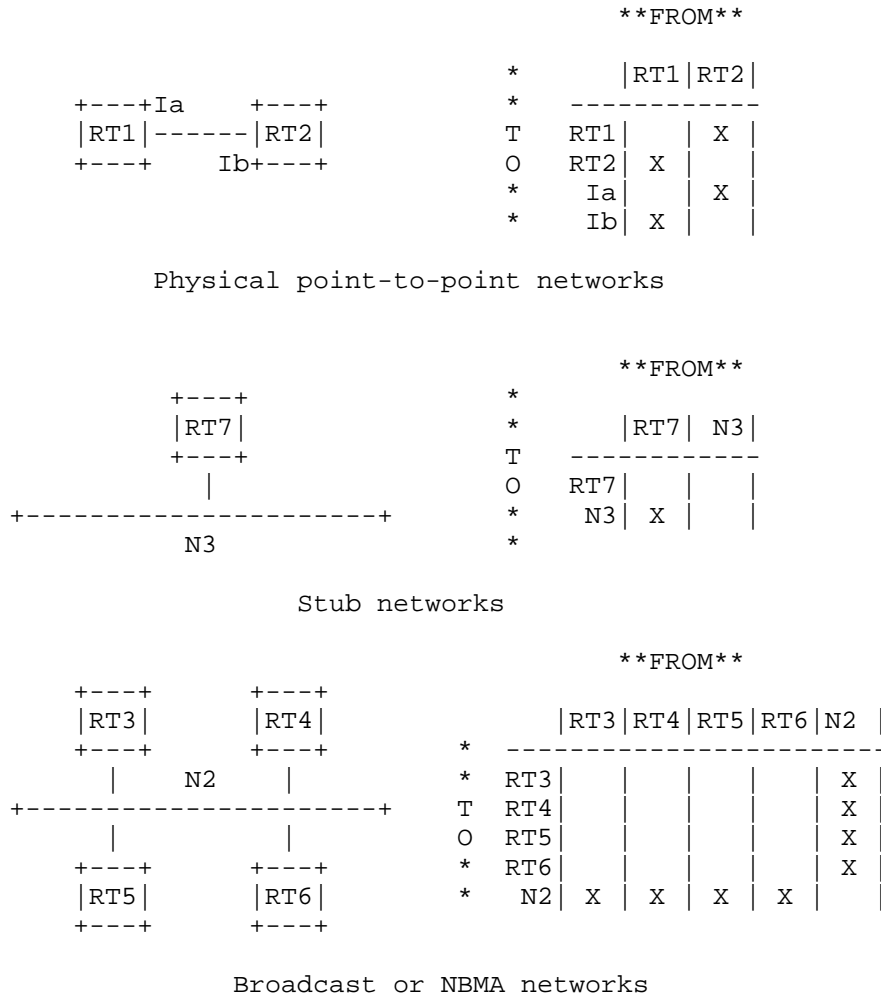 **FROM**

                                           *      |RT1|RT2|
    +---+Ia     +---+                      *   ------------
    |RT1|------|RT2|                       T   RT1|   | X |
    +---+     Ib+---+                      O   RT2| X |   |
                                           *    Ia|   | X |
                                           *    Ib| X |   |

         Physical point-to-point networks

                                                  **FROM**
          +---+                            *
          |RT7|                            *      |RT7| N3|
          +---+                            T   ------------
            |                              O   RT7|   |   |
+----------------------+                   *    N3| X |   |
           N3                              *

                  Stub networks

                                                  **FROM**
    +---+      +---+
    |RT3|      |RT4|                          |RT3|RT4|RT5|RT6|N2 |
    +---+      +---+                    *  ------------------------
      |    N2    |                      *  RT3|   |   |   |   | X |
+----------------------+                T  RT4|   |   |   |   | X |
      |          |                      O  RT5|   |   |   |   | X |
    +---+      +---+                    *  RT6|   |   |   |   | X |
    |RT5|      |RT6|                    *   N2| X | X | X | X |   |
    +---+      +---+

              Broadcast or NBMA networks